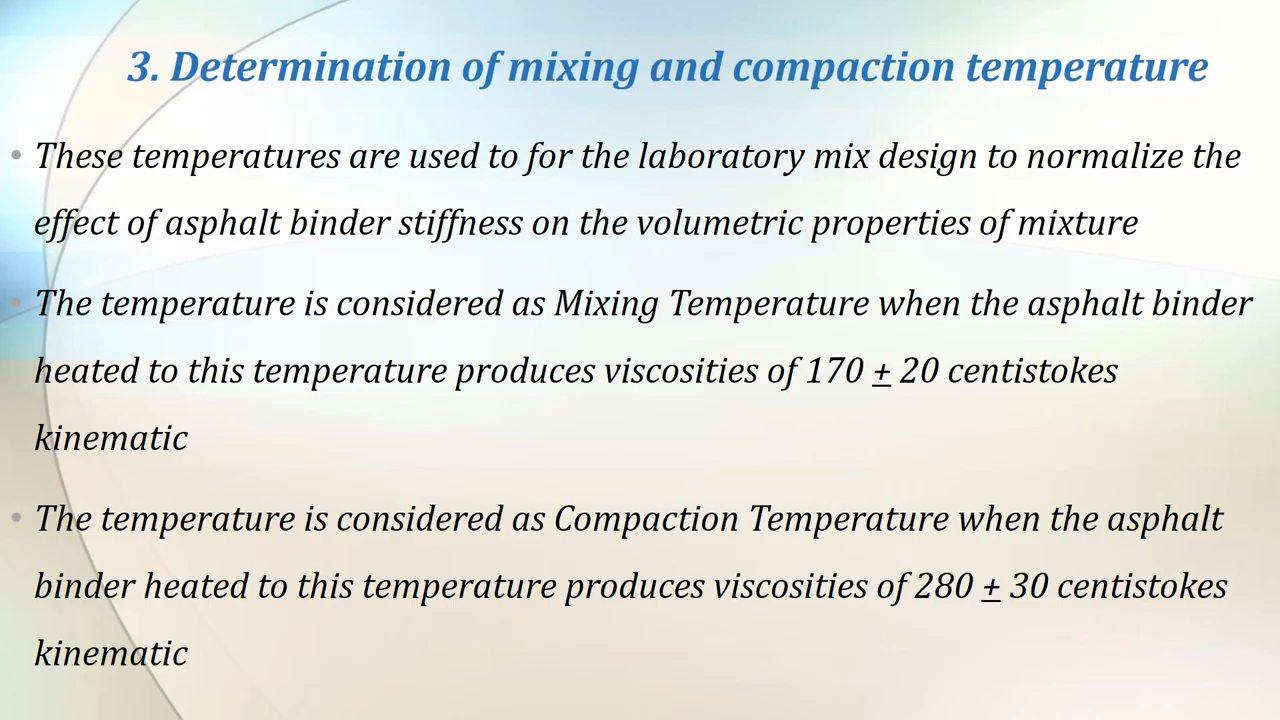 3. Determination of mixing and compaction temperature
• These temperatures are used to for the laboratory mix design to normalize the
effect of asphalt binder stiffness on the volumetric properties of mixture
• The temperature is considered as Mixing Temperature when the asphalt binder
heated to this temperature produces viscosities of 170 ± 20 centistokes
kinematic
• The temperature is considered as Compaction Temperature when the asphalt
binder heated to this temperature produces viscosities of 280 ± 30 centistokes
kinematic